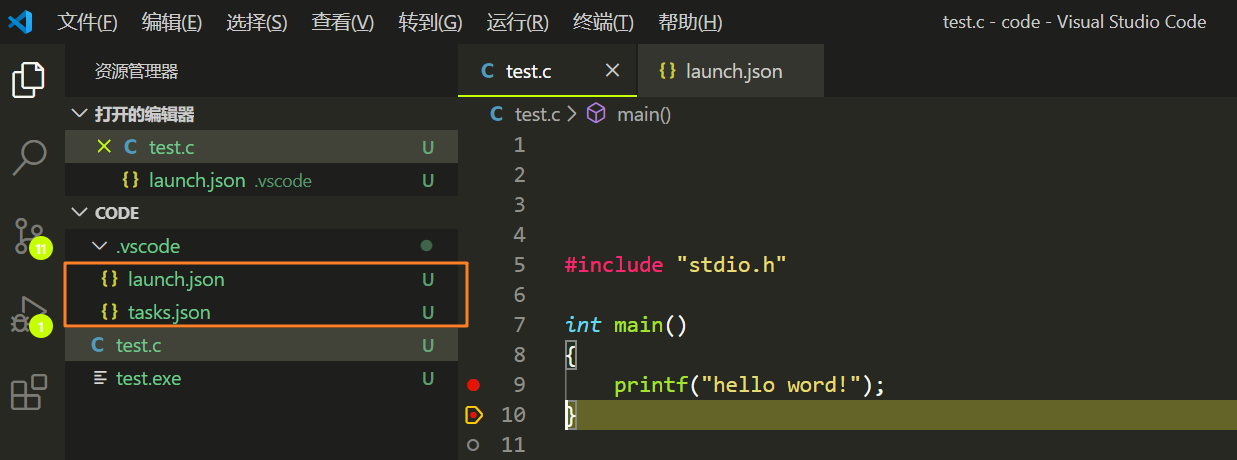 文件(F) 编辑(E) 选择(S) 查看(V) 转到(G) 运行(R) 终端(T) 帮助(H) test.c - code - Visual Studio Code
资源管理器
打开的编辑器
test.c U
launch.json .vscode U
CODE
.vscode
launch.json U
tasks.json U
test.c U
test.exe U
11
1
test.c launch.json
test.c > main()
1
2
3
4
5 #include "stdio.h"
6
7 int main()
8 {
9 printf("hello word!");
10 }
11